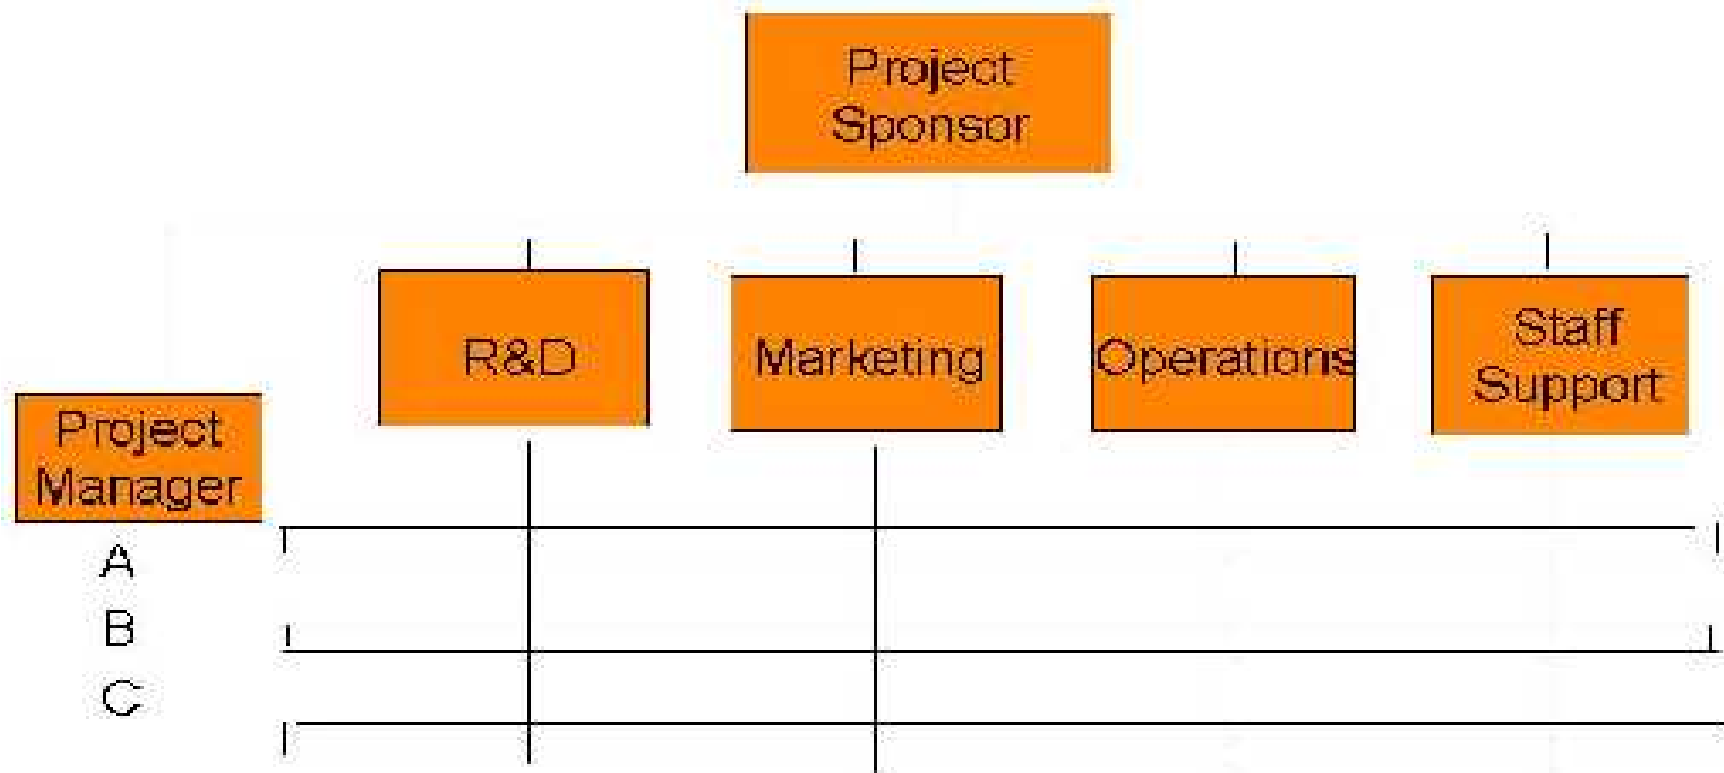 Project
Sponsor
R&D
Marketing
Operations
Staff
Support
Project
Manager
A
B
C